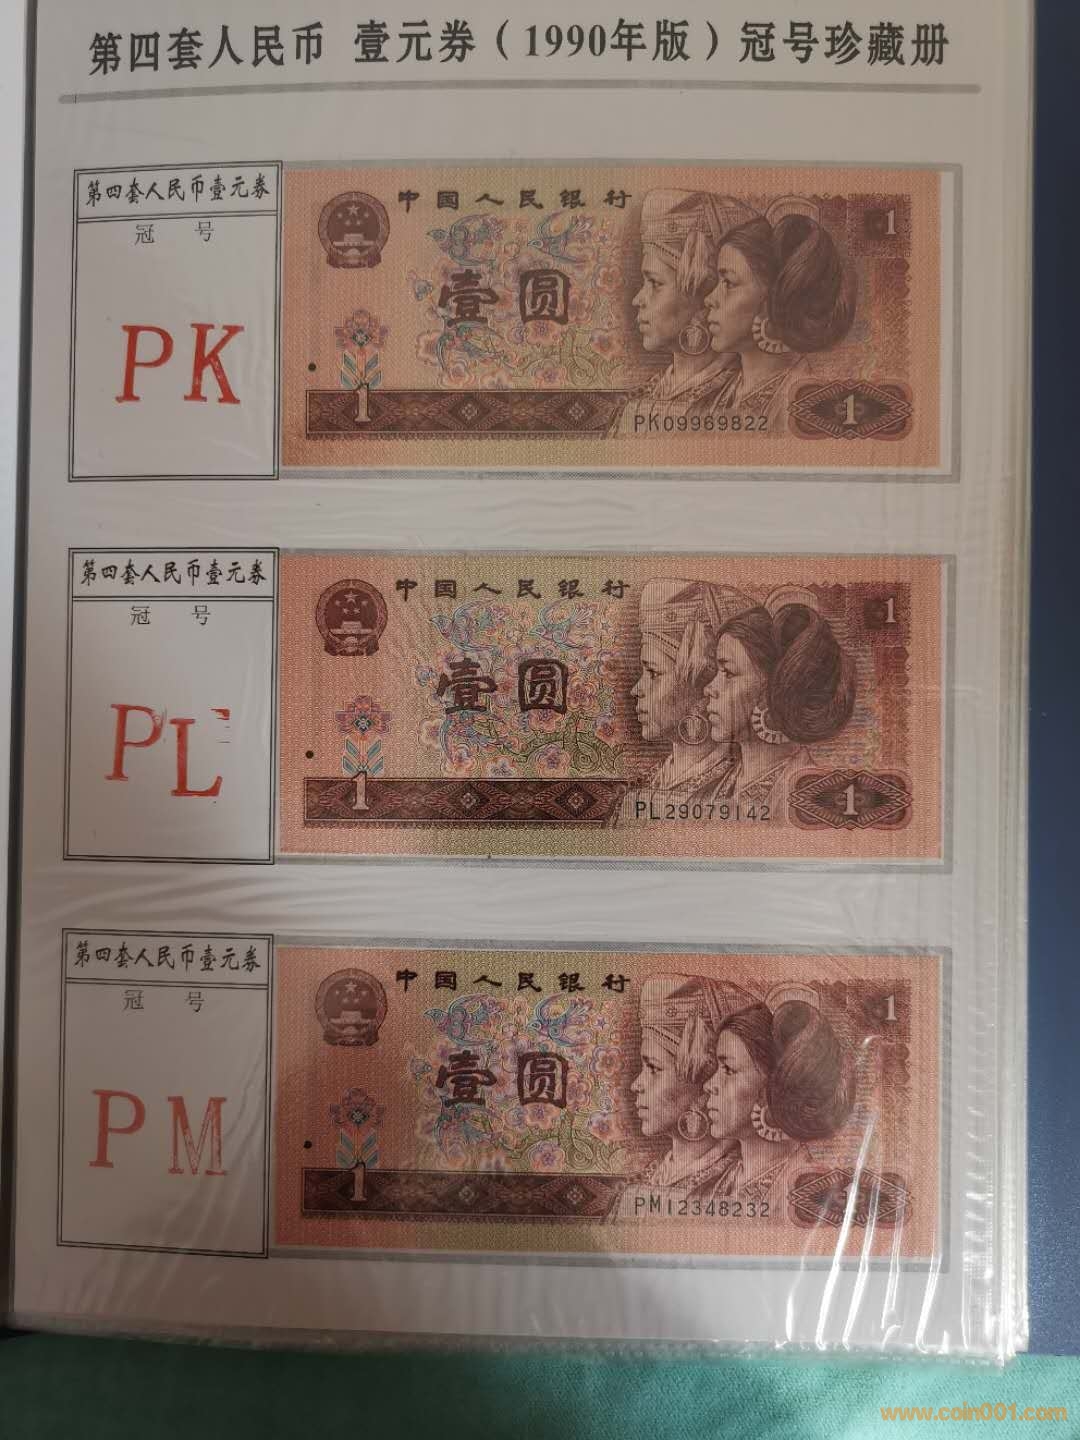 第四套人民币 壹元券（1990年版）冠号珍藏册
第四套人民币壹元券
冠 号
PK
中国人民银行
壹圆
1
1
PK09969822
1
第四套人民币壹元券
冠 号
PL
中国人民银行
壹圆
1
1
PL29079142
1
第四套人民币壹元券
冠 号
PM
中国人民银行
壹圆
1
1
PM12348232
www.coin001.com